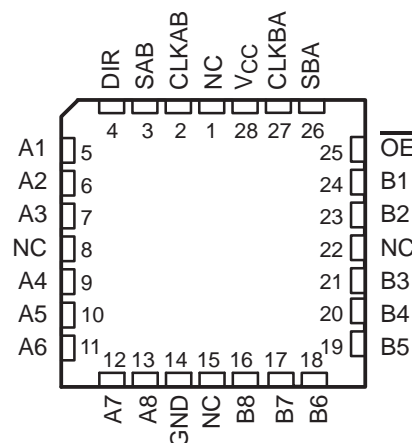 DIR SAB CLKAB NC VCC CLKBA SBA
4 3 2 1 28 27 26
A1 5 25 OE
A2 6 24 B1
A3 7 23 B2
NC 8 22 NC
A4 9 21 B3
A5 10 20 B4
A6 11 19 B5
12 13 14 15 16 17 18
A7 A8 GND NC B8 B7 B6